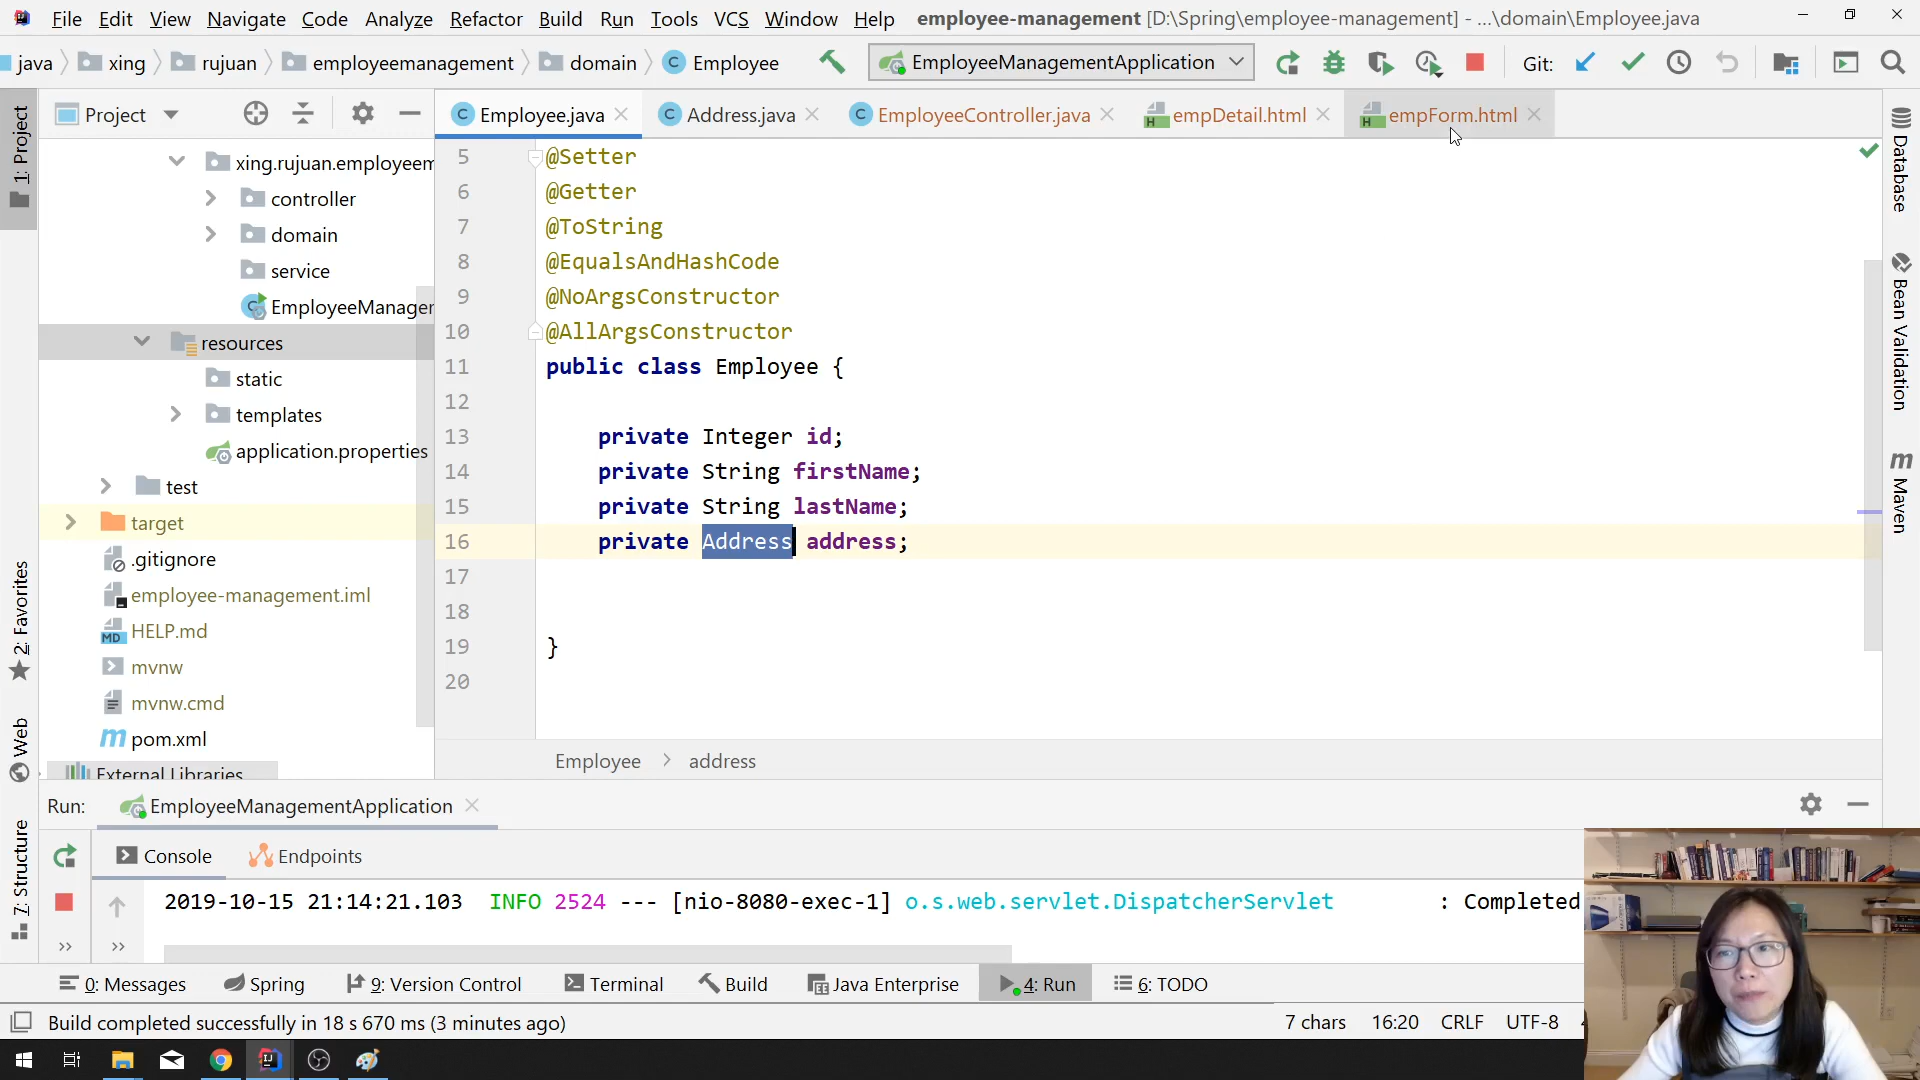 File Edit View Navigate Code Analyze Refactor Build Run Tools VCS Window Help employee-management [D:\Spring\employee-management] - ...\domain\Employee.java
java xing rujuan employeemanagement domain Employee EmployeeManagementApplication Git:
1: Project
2: Favorites
Web
7: Structure
Project
xing.rujuan.employeem
controller
domain
service
EmployeeManager
resources
static
templates
application.properties
test
target
.gitignore
employee-management.iml
HELP.md
mvnw
mvnw.cmd
pom.xml
External Libraries
Employee.java Address.java EmployeeController.java empDetail.html empForm.html
5 @Setter
6 @Getter
7 @ToString
8 @EqualsAndHashCode
9 @NoArgsConstructor
10 @AllArgsConstructor
11 public class Employee {
12
13 private Integer id;
14 private String firstName;
15 private String lastName;
16 private Address address;
17
18
19 }
20
Employee address
Database
Bean Validation
Maven
Run: EmployeeManagementApplication
Console Endpoints
2019-10-15 21:14:21.103 INFO 2524 --- [nio-8080-exec-1] o.s.web.servlet.DispatcherServlet : Completed
0: Messages Spring 9: Version Control Terminal Build Java Enterprise 4: Run 6: TODO
Build completed successfully in 18 s 670 ms (3 minutes ago) 7 chars 16:20 CRLF UTF-8